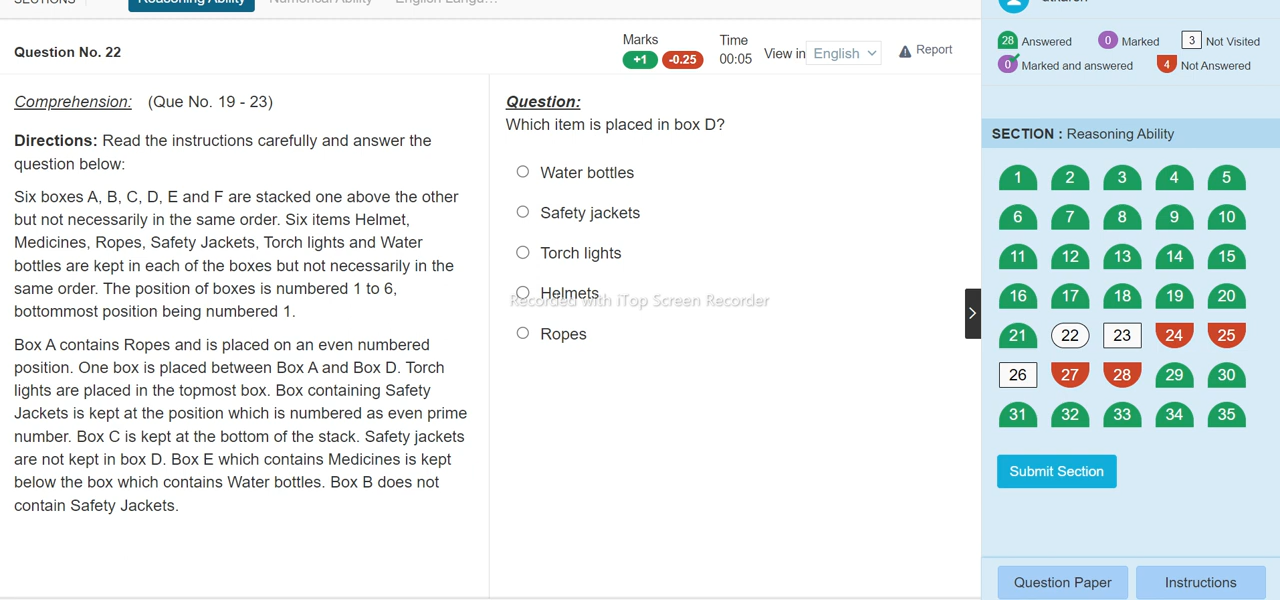 SECTIONS
Reasoning Ability
Numerical Ability
English Langu...
Question No. 22
Marks
+1
-0.25
Time
00:05
View in
English
Report
Comprehension: (Que No. 19 - 23)
Directions: Read the instructions carefully and answer the
question below:
Six boxes A, B, C, D, E and F are stacked one above the other
but not necessarily in the same order. Six items Helmet,
Medicines, Ropes, Safety Jackets, Torch lights and Water
bottles are kept in each of the boxes but not necessarily in the
same order. The position of boxes is numbered 1 to 6,
bottommost position being numbered 1.
Box A contains Ropes and is placed on an even numbered
position. One box is placed between Box A and Box D. Torch
lights are placed in the topmost box. Box containing Safety
Jackets is kept at the position which is numbered as even prime
number. Box C is kept at the bottom of the stack. Safety jackets
are not kept in box D. Box E which contains Medicines is kept
below the box which contains Water bottles. Box B does not
contain Safety Jackets.
Question:
Which item is placed in box D?
Water bottles
Safety jackets
Torch lights
Helmets
Ropes
Recorded with iTop Screen Recorder
28 Answered
0 Marked
3 Not Visited
0 Marked and answered
4 Not Answered
SECTION : Reasoning Ability
1 2 3 4 5
6 7 8 9 10
11 12 13 14 15
16 17 18 19 20
21 22 23 24 25
26 27 28 29 30
31 32 33 34 35
Submit Section
Question Paper
Instructions